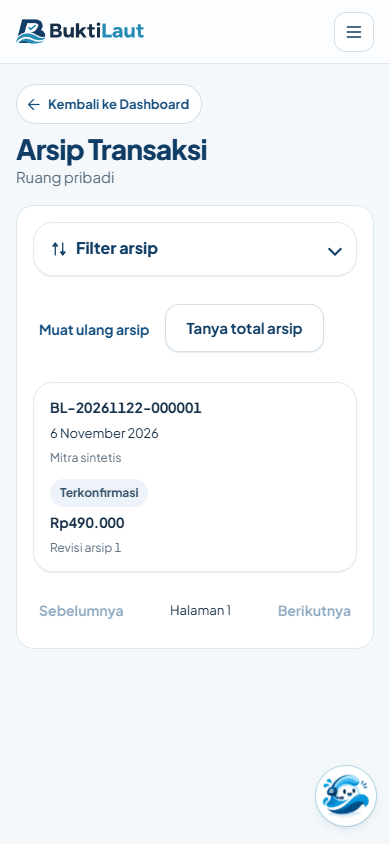 BuktiLaut
Kembali ke Dashboard
Arsip Transaksi
Ruang pribadi
Filter arsip
Muat ulang arsip
Tanya total arsip
BL-20261122-000001
6 November 2026
Mitra sintetis
Terkonfirmasi
Rp490.000
Revisi arsip 1
Sebelumnya
Halaman 1
Berikutnya